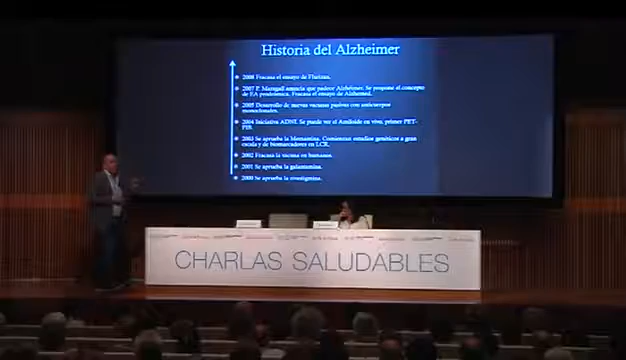 Historia del Alzheimer
2008 Fracasa el ensayo de Flurizan.
2007 P. Maragall anuncia que padece Alzheimer. Se propone el concepto
de EA prodrómica. Fracasa el ensayo de Alzhemed.
2005 Desarrollo de nuevas vacunas pasivas con anticuerpos
monoclonales.
2004 Iniciativa ADNI. Se puede ver el Amiloide en vivo, primer PET-
PIB.
2003 Se aprueba la Memantina. Comienzan estudios genéticos a gran
escala y de biomarcadores en LCR.
2002 Fracasa la vacuna en humanos.
2001 Se aprueba la galantamina.
2000 Se aprueba la rivastigmina.
CHARLAS SALUDABLES